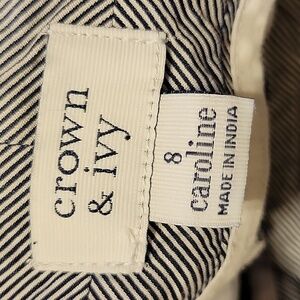 crown
& ivy
8
caroline
MADE IN INDIA